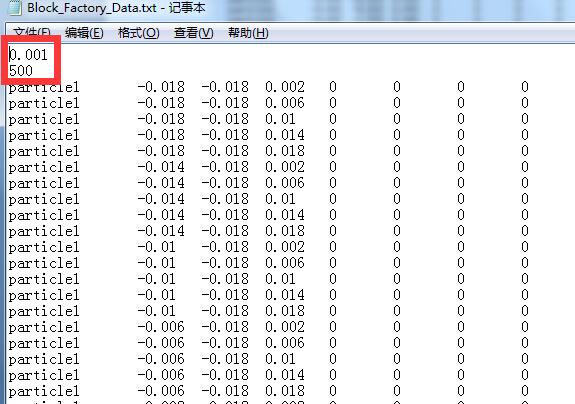 Block_Factory_Data.txt - 记事本
文件(F) 编辑(E) 格式(O) 查看(V) 帮助(H)
0.001
500
particle1 -0.018 -0.018 0.002 0 0 0 0
particle1 -0.018 -0.018 0.006 0 0 0 0
particle1 -0.018 -0.018 0.01 0 0 0 0
particle1 -0.018 -0.018 0.014 0 0 0 0
particle1 -0.018 -0.018 0.018 0 0 0 0
particle1 -0.014 -0.018 0.002 0 0 0 0
particle1 -0.014 -0.018 0.006 0 0 0 0
particle1 -0.014 -0.018 0.01 0 0 0 0
particle1 -0.014 -0.018 0.014 0 0 0 0
particle1 -0.014 -0.018 0.018 0 0 0 0
particle1 -0.01 -0.018 0.002 0 0 0 0
particle1 -0.01 -0.018 0.006 0 0 0 0
particle1 -0.01 -0.018 0.01 0 0 0 0
particle1 -0.01 -0.018 0.014 0 0 0 0
particle1 -0.01 -0.018 0.018 0 0 0 0
particle1 -0.006 -0.018 0.002 0 0 0 0
particle1 -0.006 -0.018 0.006 0 0 0 0
particle1 -0.006 -0.018 0.01 0 0 0 0
particle1 -0.006 -0.018 0.014 0 0 0 0
particle1 -0.006 -0.018 0.018 0 0 0 0